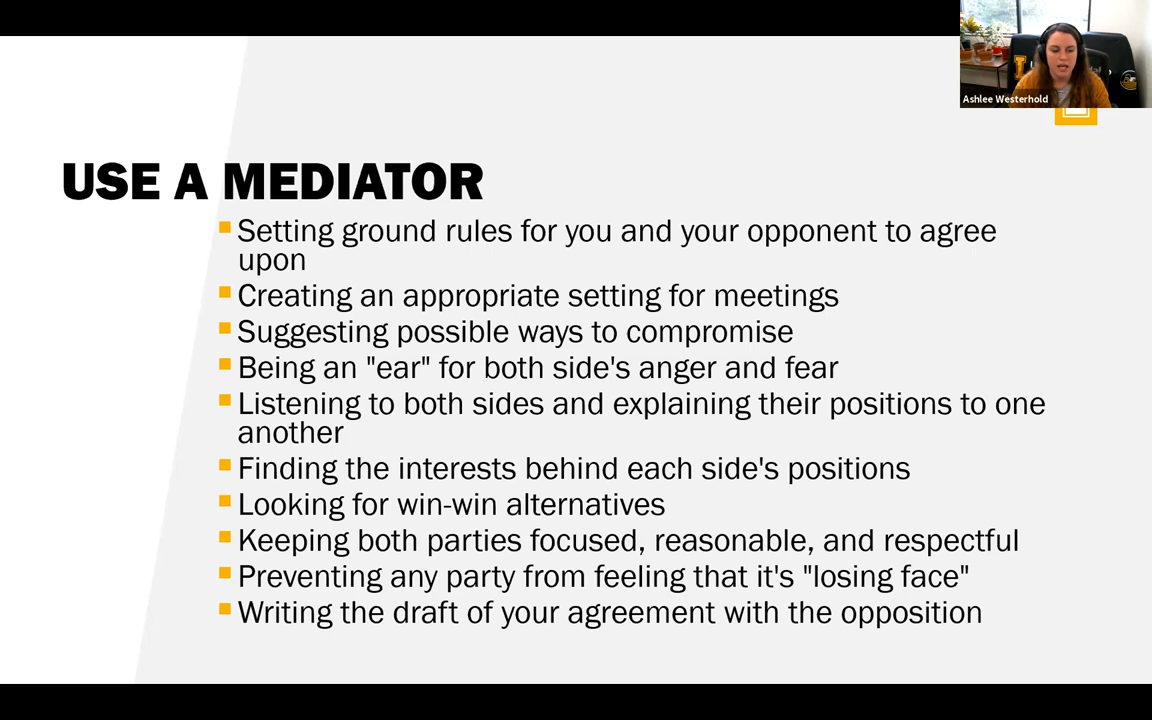 Ashlee Westerhold
USE A MEDIATOR
Setting ground rules for you and your opponent to agree
upon
Creating an appropriate setting for meetings
Suggesting possible ways to compromise
Being an "ear" for both side's anger and fear
Listening to both sides and explaining their positions to one
another
Finding the interests behind each side's positions
Looking for win-win alternatives
Keeping both parties focused, reasonable, and respectful
Preventing any party from feeling that it's "losing face"
Writing the draft of your agreement with the opposition